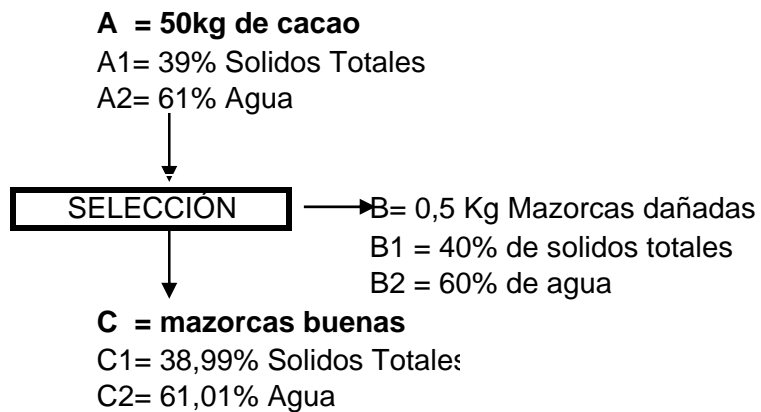 A = 50kg de cacao
A1= 39% Solidos Totales
A2= 61% Agua
SELECCIÓN
B= 0,5 Kg Mazorcas dañadas
B1 = 40% de solidos totales
B2 = 60% de agua
C = mazorcas buenas
C1= 38,99% Solidos Totales
C2= 61,01% Agua